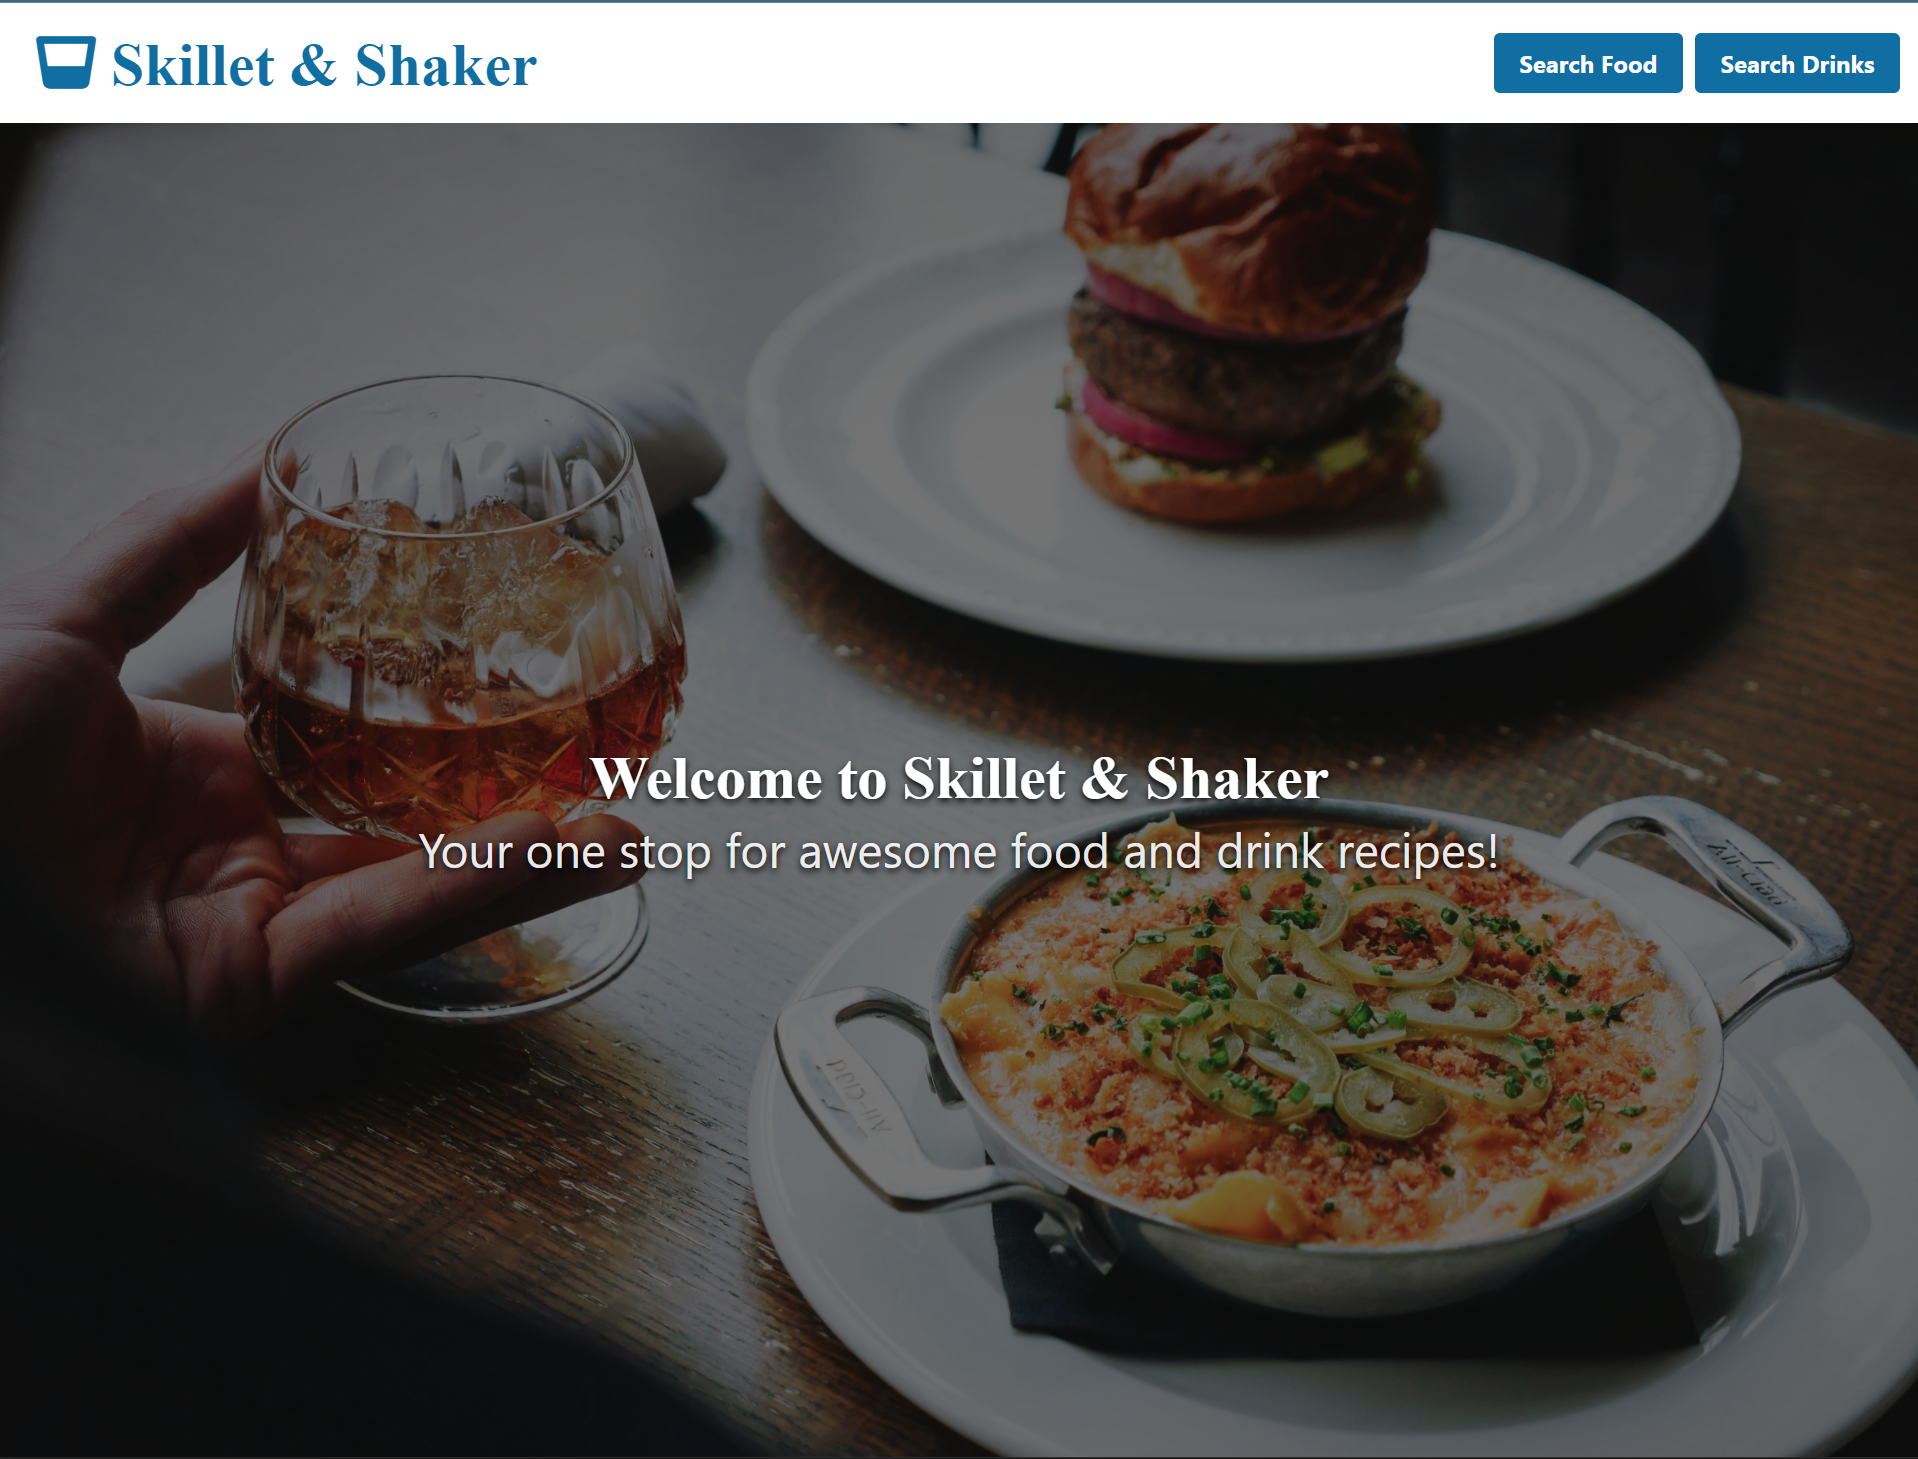 Skillet & Shaker
Search Food
Search Drinks
Welcome to Skillet & Shaker
Your one stop for awesome food and drink recipes!
All-Clad
All-Clad